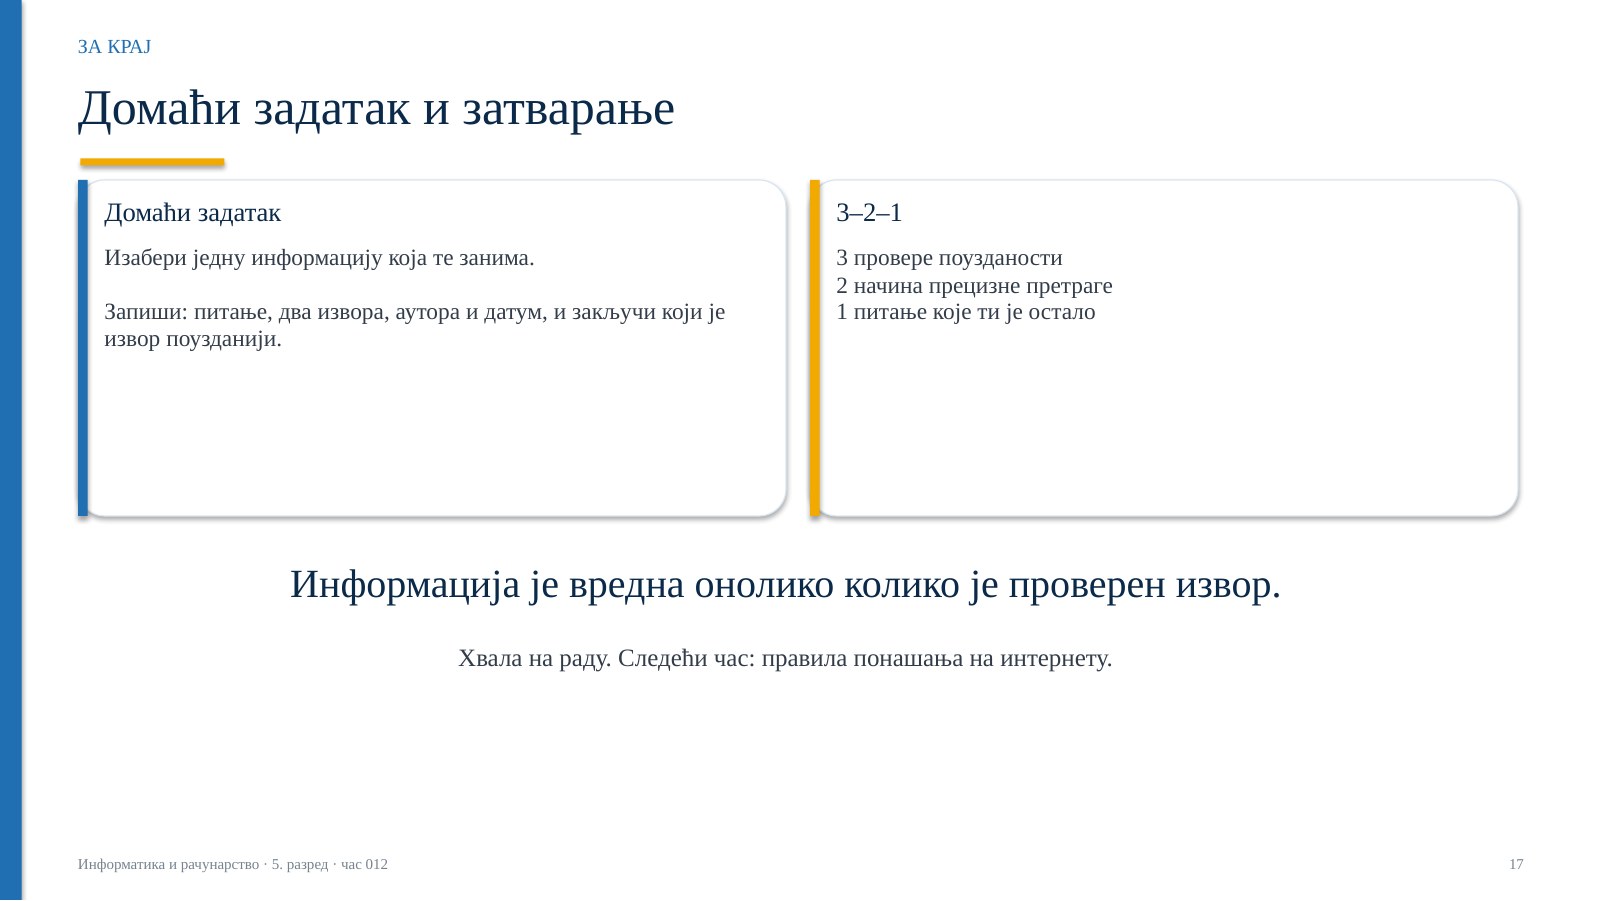 ЗА КРАЈ
Домаћи задатак и затварање
Домаћи задатак
Изабери једну информацију која те занима.
Запиши: питање, два извора, аутора и датум, и закључи који је
извор поузданији.
3–2–1
3 провере поузданости
2 начина прецизне претраге
1 питање које ти је остало
Информација је вредна онолико колико је проверен извор.
Хвала на раду. Следећи час: правила понашања на интернету.
Информатика и рачунарство · 5. разред · час 012
17